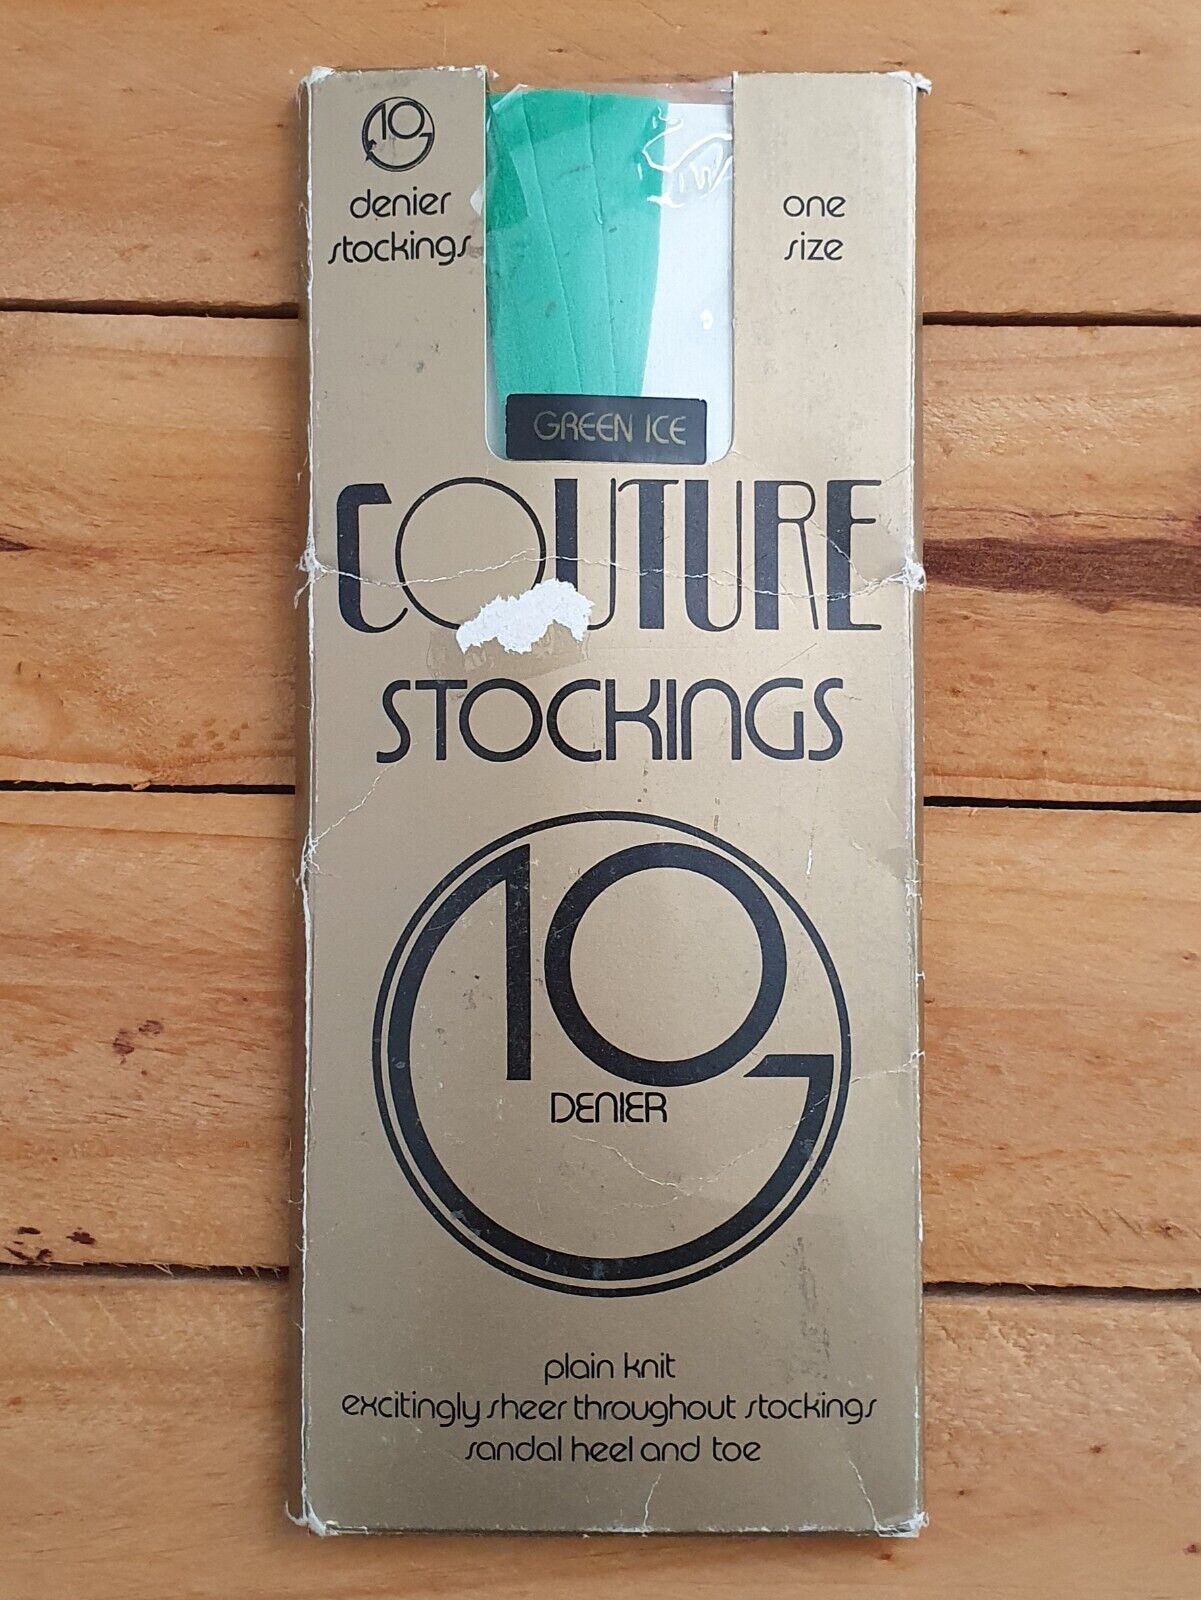 10
denier
stockings
one
size
GREEN ICE
COUTURE
STOCKINGS
10
DENIER
plain knit
excitingly sheer throughout stockings
sandal heel and toe